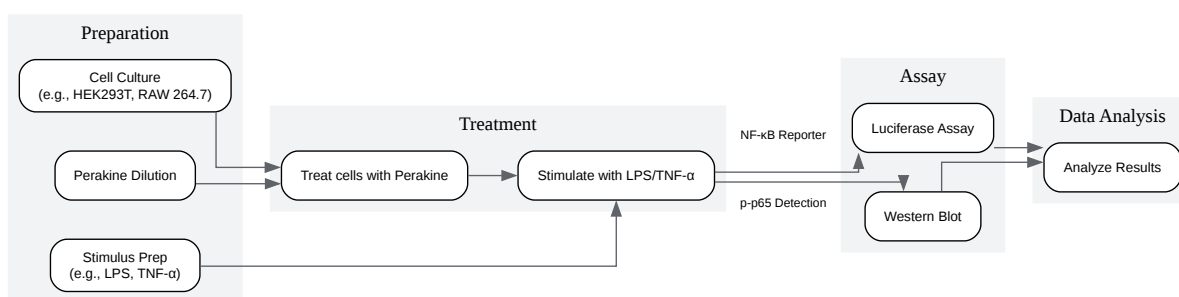 Preparation
Cell Culture
(e.g., HEK293T, RAW 264.7)
Perakine Dilution
Stimulus Prep
(e.g., LPS, TNF-α)
Treatment
Treat cells with Perakine
Stimulate with LPS/TNF-α
NF-κB Reporter
p-p65 Detection
Assay
Luciferase Assay
Western Blot
Data Analysis
Analyze Results